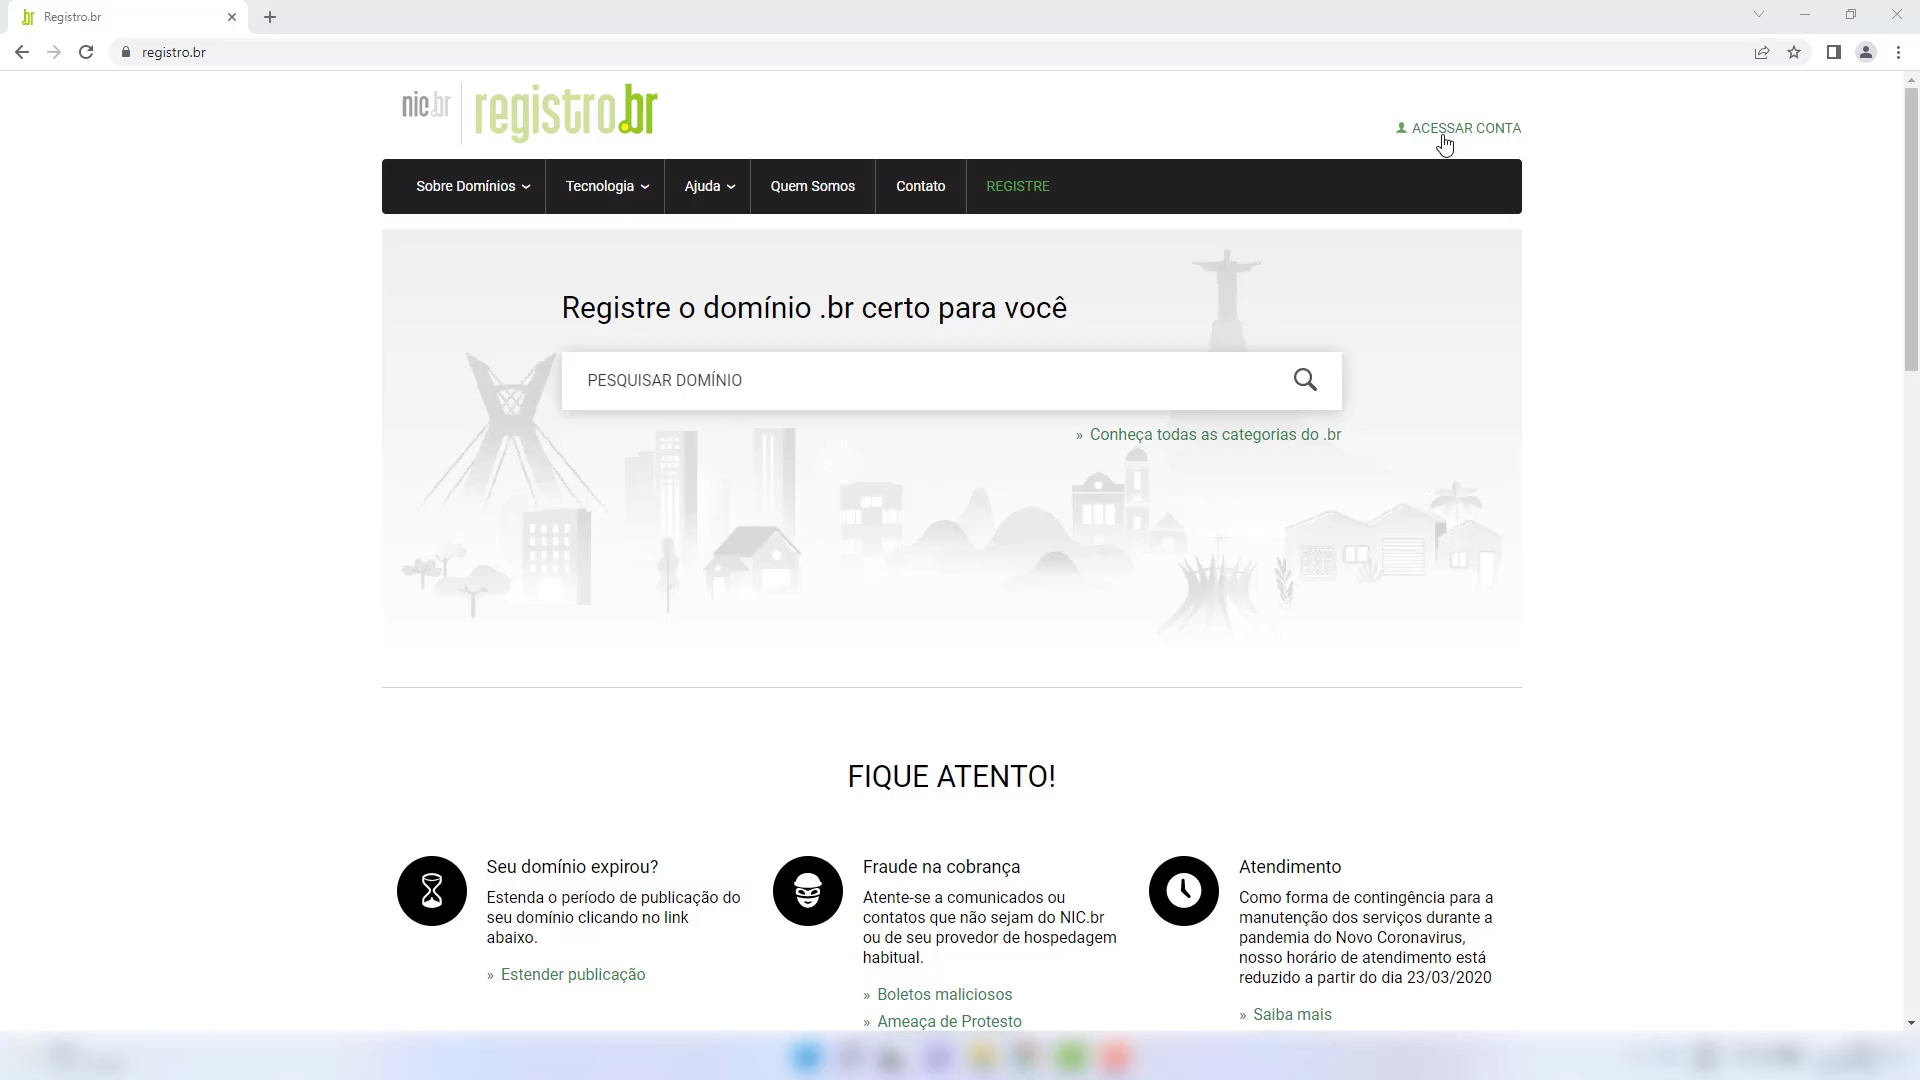 Registro.br
registro.br
nic.br registro.br
ACESSAR CONTA
Sobre Domínios Tecnologia Ajuda Quem Somos Contato REGISTRE
Registre o domínio .br certo para você
PESQUISAR DOMÍNIO
» Conheça todas as categorias do .br
FIQUE ATENTO!
Seu domínio expirou?
Estenda o período de publicação do
seu domínio clicando no link
abaixo.
» Estender publicação
Fraude na cobrança
Atente-se a comunicados ou
contatos que não sejam do NIC.br
ou de seu provedor de hospedagem
habitual.
» Boletos maliciosos
» Ameaça de Protesto
Atendimento
Como forma de contingência para a
manutenção dos serviços durante a
pandemia do Novo Coronavirus,
nosso horário de atendimento está
reduzido a partir do dia 23/03/2020
» Saiba mais